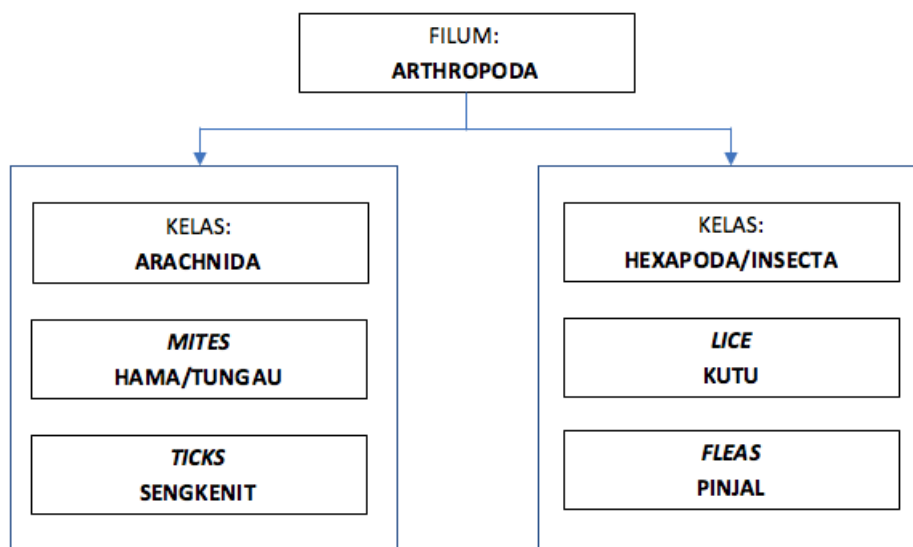 FILUM:
ARTHROPODA
KELAS:
ARACHNIDA
MITES
HAMA/TUNGAU
TICKS
SENGKENIT
KELAS:
HEXAPODA/INSECTA
LICE
KUTU
FLEAS
PINJAL